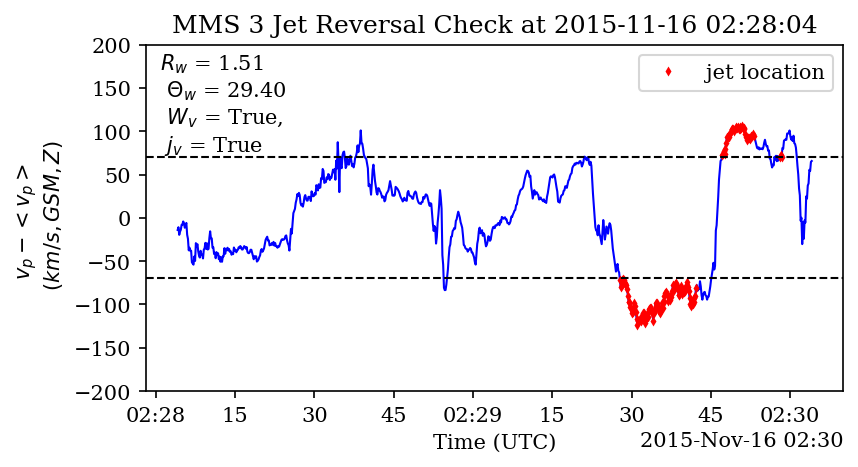 MMS 3 Jet Reversal Check at 2015-11-16 02:28:04
R_w = 1.51
Θ_w = 29.40
W_v = True,
j_v = True
jet location
200
150
100
50
0
−50
−100
−150
−200
v_p − < v_p >
(km/s, GSM, Z)
02:28 15 30 45 02:29 15 30 45 02:30
Time (UTC)
2015-Nov-16 02:30